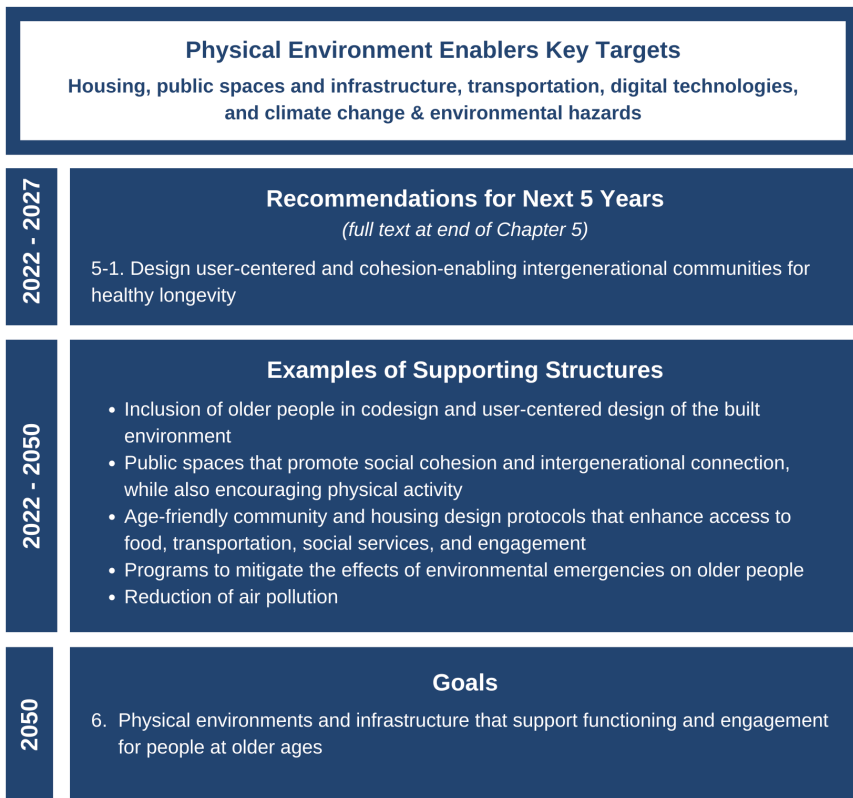 Physical Environment Enablers Key Targets
Housing, public spaces and infrastructure, transportation, digital technologies,
and climate change & environmental hazards
2022 - 2027
Recommendations for Next 5 Years
(full text at end of Chapter 5)
5-1. Design user-centered and cohesion-enabling intergenerational communities for
healthy longevity
2022 - 2050
Examples of Supporting Structures
• Inclusion of older people in codesign and user-centered design of the built
environment
• Public spaces that promote social cohesion and intergenerational connection,
while also encouraging physical activity
• Age-friendly community and housing design protocols that enhance access to
food, transportation, social services, and engagement
• Programs to mitigate the effects of environmental emergencies on older people
• Reduction of air pollution
2050
Goals
6. Physical environments and infrastructure that support functioning and engagement
for people at older ages